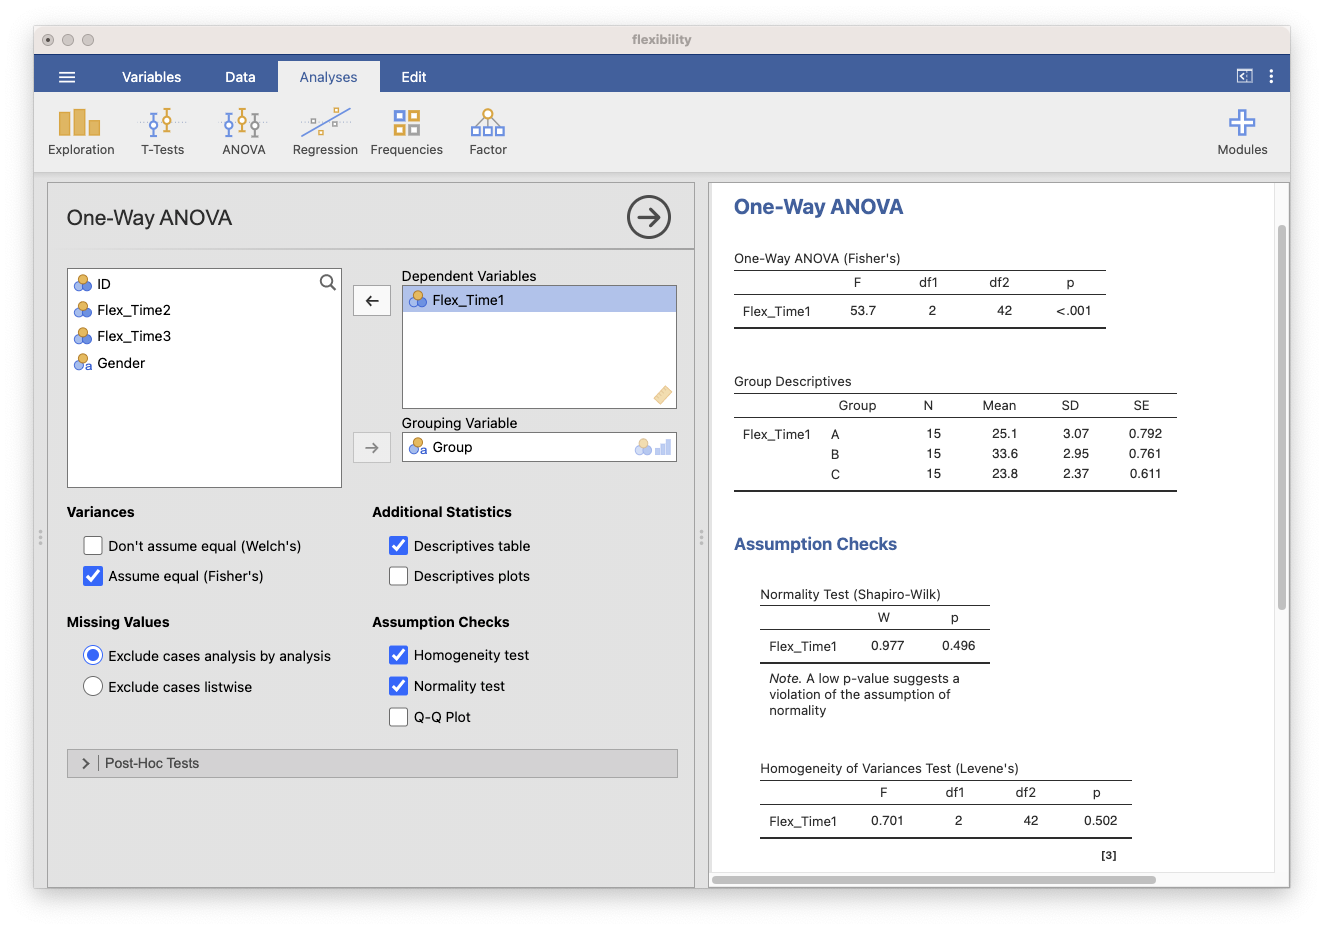 flexibility
Variables Data Analyses Edit
Exploration T-Tests ANOVA Regression Frequencies Factor Modules
One-Way ANOVA
ID
Flex_Time2
Flex_Time3
a Gender
Dependent Variables
Flex_Time1
Grouping Variable
a Group
Variances
Don't assume equal (Welch's)
Assume equal (Fisher's)
Additional Statistics
Descriptives table
Descriptives plots
Missing Values
Exclude cases analysis by analysis
Exclude cases listwise
Assumption Checks
Homogeneity test
Normality test
Q-Q Plot
Post-Hoc Tests
One-Way ANOVA
One-Way ANOVA (Fisher's)
F df1 df2 p
Flex_Time1 53.7 2 42 <.001
Group Descriptives
Group N Mean SD SE
Flex_Time1 A 15 25.1 3.07 0.792
B 15 33.6 2.95 0.761
C 15 23.8 2.37 0.611
Assumption Checks
Normality Test (Shapiro-Wilk)
W p
Flex_Time1 0.977 0.496
Note. A low p-value suggests a
violation of the assumption of
normality
Homogeneity of Variances Test (Levene's)
F df1 df2 p
Flex_Time1 0.701 2 42 0.502
[3]